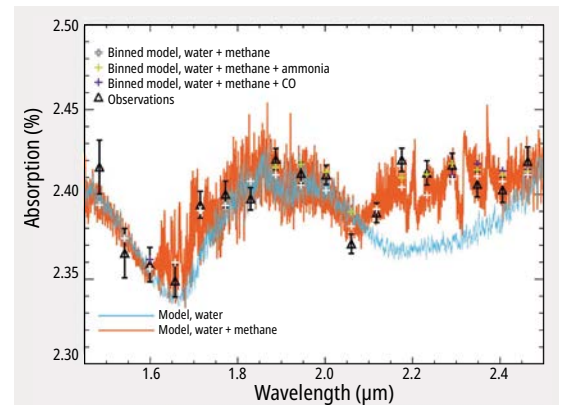 2.50
Binned model, water + methane
Binned model, water + methane + ammonia
Binned model, water + methane + CO
Observations
2.45
Absorption (%)
2.40
2.35
Model, water
Model, water + methane
2.30
1.6 1.8 2.0 2.2 2.4
Wavelength (μm)